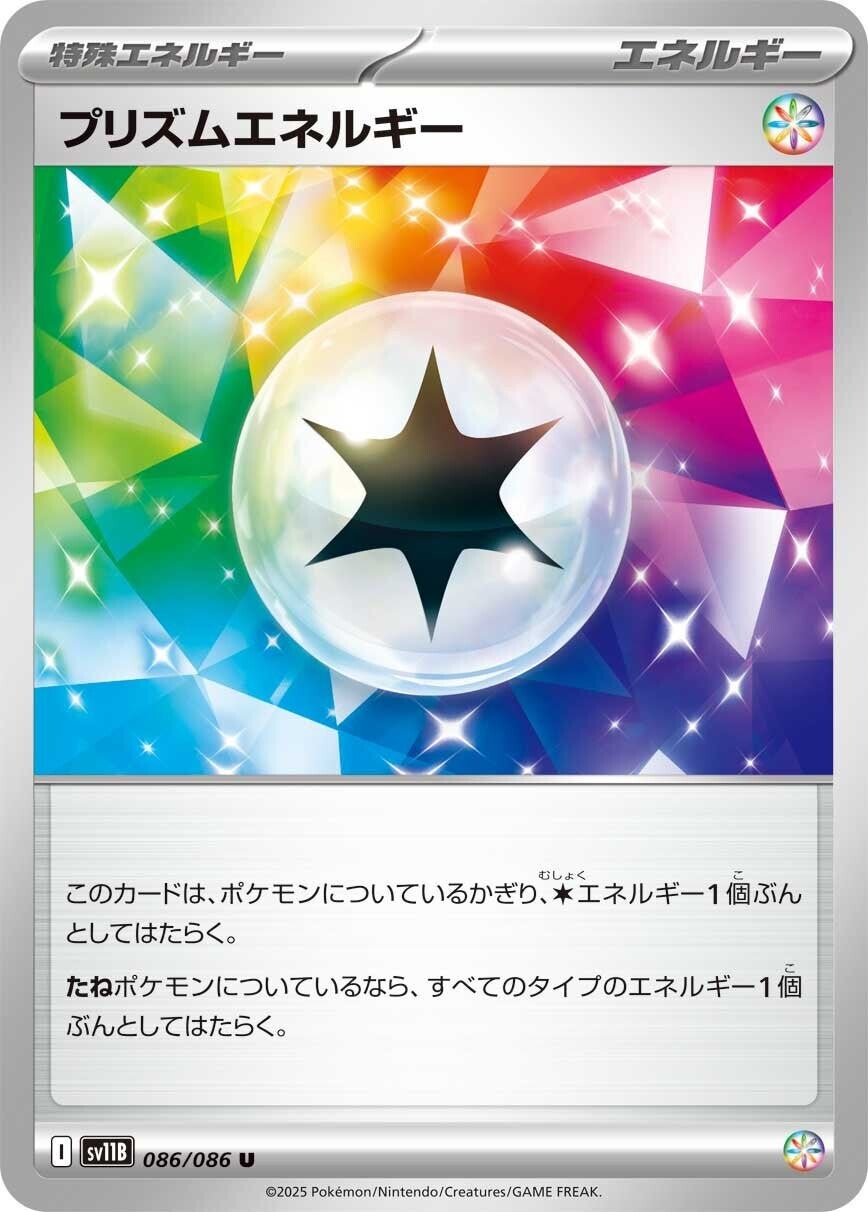 特殊エネルギー
エネルギー
プリズムエネルギー
このカードは、ポケモンについているかぎり、むしょく★エネルギー1個こぶん
としてはたらく。
たねポケモンについているなら、すべてのタイプのエネルギー1個こ
ぶんとしてはたらく。
I sv11B 086/086 U
©2025 Pokémon/Nintendo/Creatures/GAME FREAK.